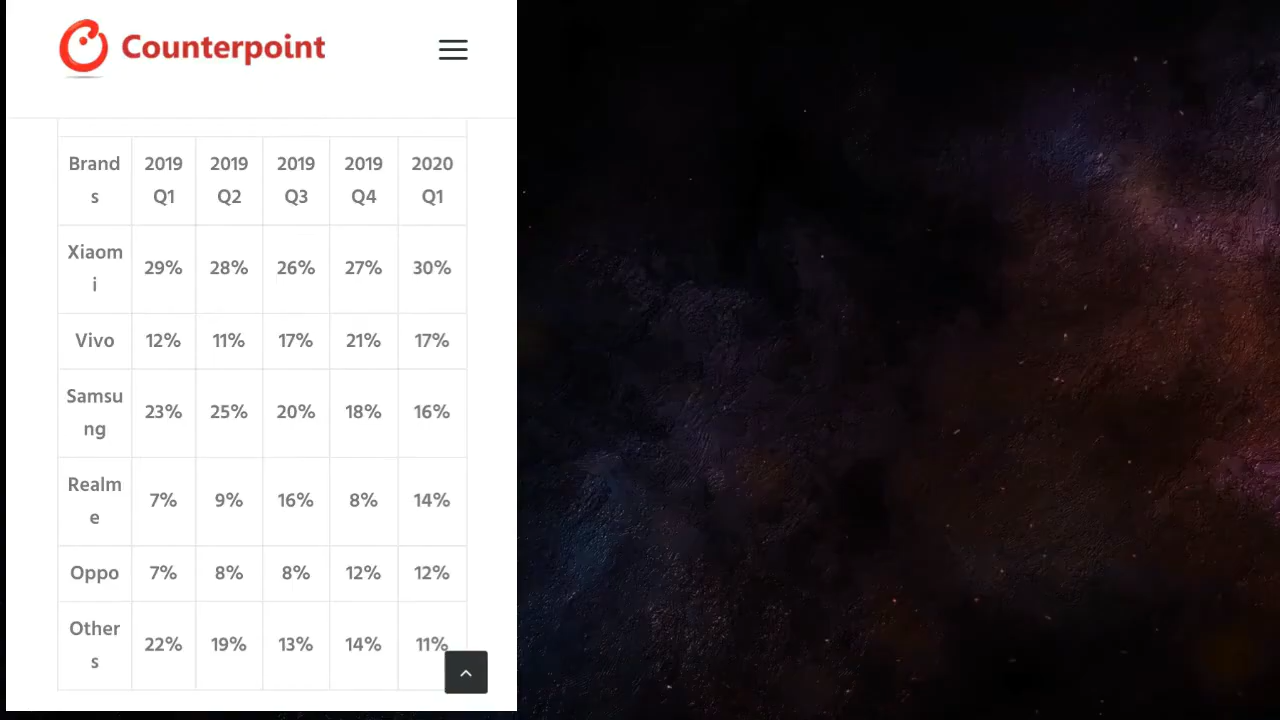 Counterpoint
Brand 2019 2019 2019 2019 2020
s Q1 Q2 Q3 Q4 Q1
Xiaom
i 29% 28% 26% 27% 30%
Vivo 12% 11% 17% 21% 17%
Samsu
ng 23% 25% 20% 18% 16%
Realm
e 7% 9% 16% 8% 14%
Oppo 7% 8% 8% 12% 12%
Other
s 22% 19% 13% 14% 11%